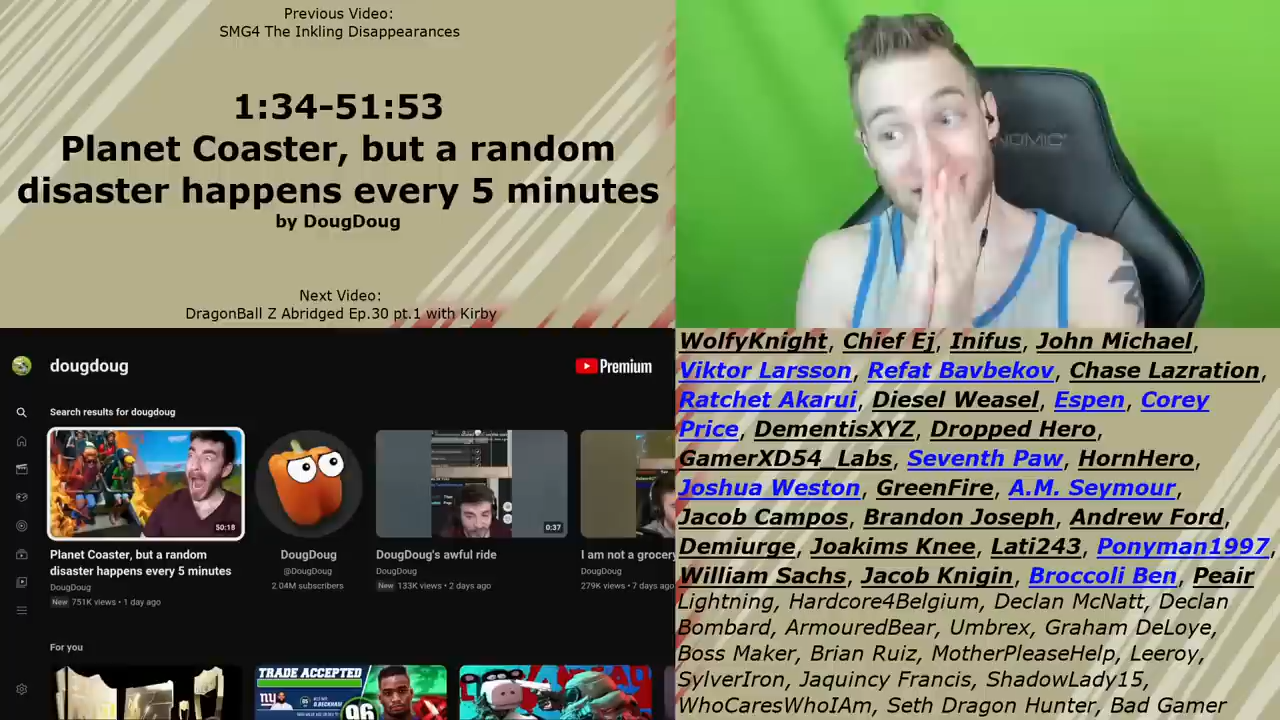 Previous Video:
SMG4 The Inkling Disappearances
1:34-51:53
Planet Coaster, but a random
disaster happens every 5 minutes
by DougDoug
Next Video:
DragonBall Z Abridged Ep.30 pt.1 with Kirby
NOMIC
dougdoug
Premium
Search results for dougdoug
50:18
0:37
Planet Coaster, but a random
disaster happens every 5 minutes
DougDoug
New 751K views • 1 day ago
DougDoug
@DougDoug
2.04M subscribers
DougDoug's awful ride
DougDoug
New 133K views • 2 days ago
I am not a grocery
DougDoug
279K views • 7 days ag
For you
TRADE ACCEPTED
96
WolfyKnight, Chief Ej, Inifus, John Michael,
Viktor Larsson, Refat Bavbekov, Chase Lazration,
Ratchet Akarui, Diesel Weasel, Espen, Corey
Price, DementisXYZ, Dropped Hero,
GamerXD54_Labs, Seventh Paw, HornHero,
Joshua Weston, GreenFire, A.M. Seymour,
Jacob Campos, Brandon Joseph, Andrew Ford,
Demiurge, Joakims Knee, Lati243, Ponyman1997,
William Sachs, Jacob Knigin, Broccoli Ben, Peair
Lightning, Hardcore4Belgium, Declan McNatt, Declan
Bombard, ArmouredBear, Umbrex, Graham DeLoye,
Boss Maker, Brian Ruiz, MotherPleaseHelp, Leeroy,
SylverIron, Jaquincy Francis, ShadowLady15,
WhoCaresWhoIAm, Seth Dragon Hunter, Bad Gamer